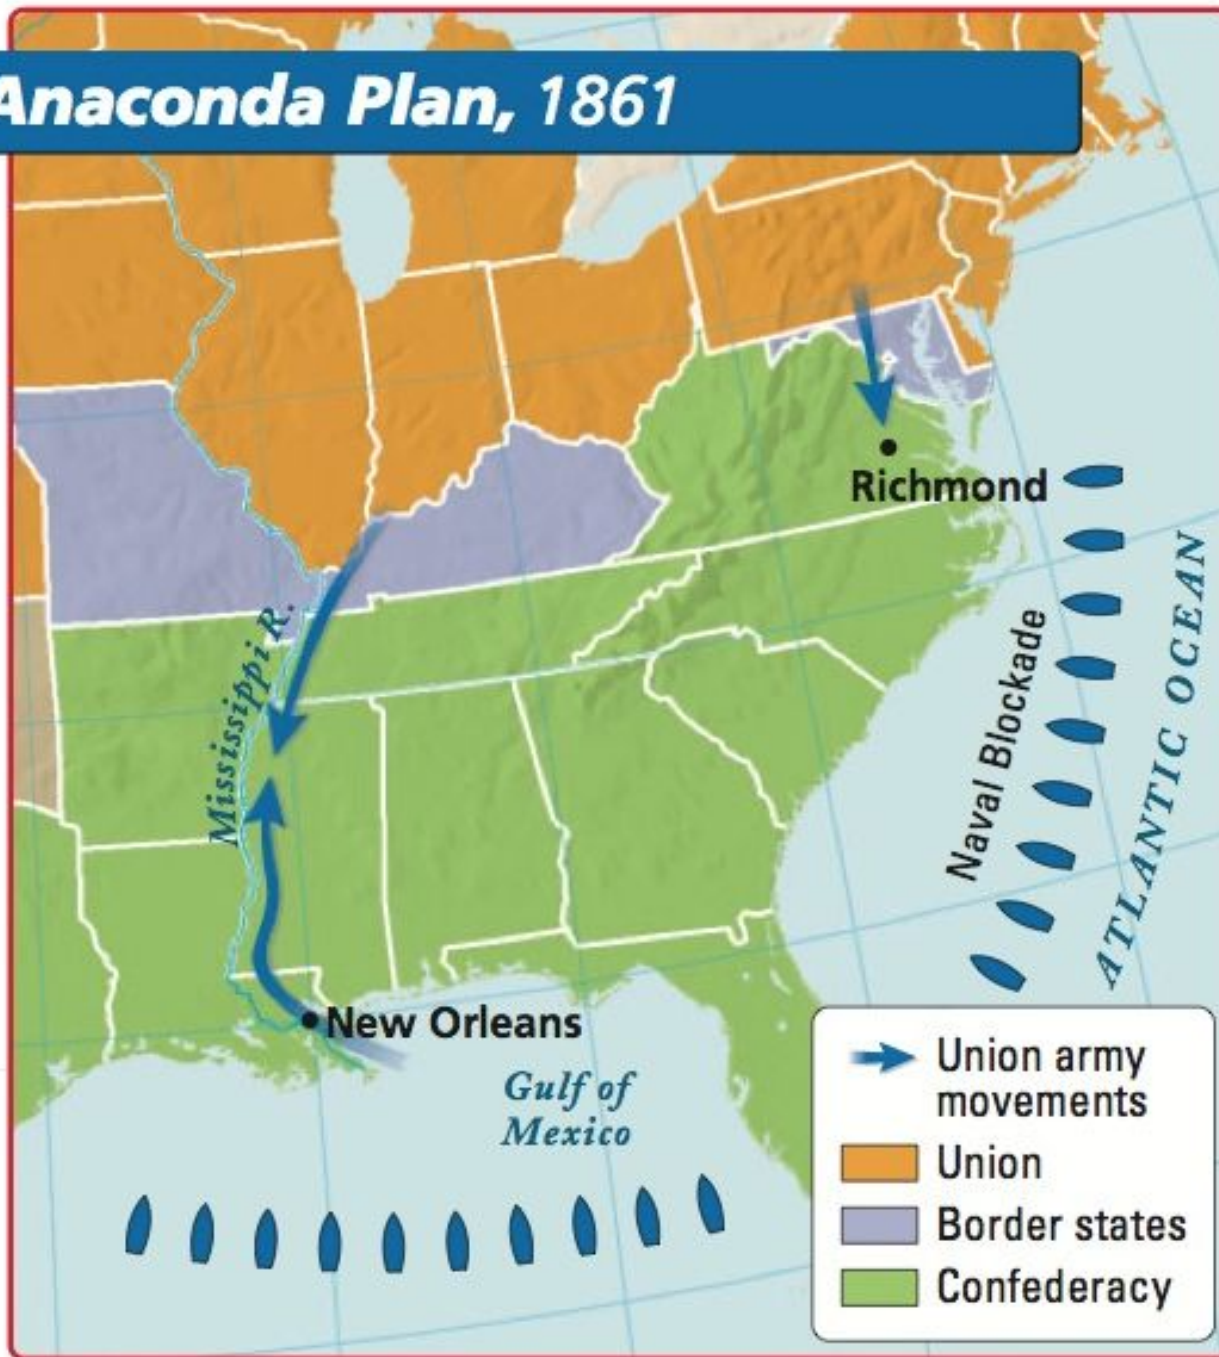 Anaconda Plan, 1861
Richmond
Mississippi R.
Naval Blockade
ATLANTIC OCEAN
New Orleans
Gulf of
Mexico
Union army
movements
Union
Border states
Confederacy